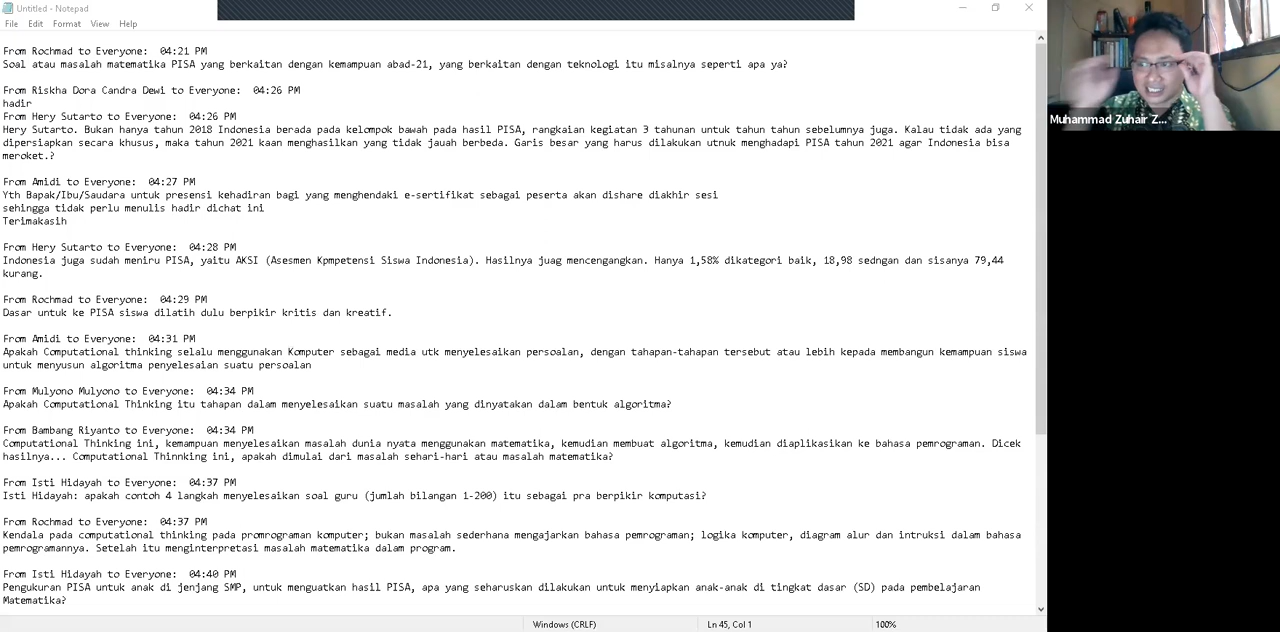 Untitled - Notepad
File Edit Format View Help
From Rochmad to Everyone: 04:21 PM
Soal atau masalah matematika PISA yang berkaitan dengan kemampuan abad-21, yang berkaitan dengan teknologi itu misalnya seperti apa ya?
From Riskha Dora Candra Dewi to Everyone: 04:26 PM
hadir
From Hery Sutarto to Everyone: 04:26 PM
Hery Sutarto. Bukan hanya tahun 2018 Indonesia berada pada kelompok bawah pada hasil PISA, rangkaian kegiatan 3 tahunan untuk tahun tahun sebelumnya juga. Kalau tidak ada yang
dipersiapkan secara khusus, maka tahun 2021 kaan menghasilkan yang tidak jauah berbeda. Garis besar yang harus dilakukan utnuk menghadapi PISA tahun 2021 agar Indonesia bisa
meroket.?
From Amidi to Everyone: 04:27 PM
Yth Bapak/Ibu/Saudara untuk presensi kehadiran bagi yang menghendaki e-sertifikat sebagai peserta akan dishare diakhir sesi
sehingga tidak perlu menulis hadir dichat ini
Terimakasih
From Hery Sutarto to Everyone: 04:28 PM
Indonesia juga sudah meniru PISA, yaitu AKSI (Asesmen Kpmpetensi Siswa Indonesia). Hasilnya juag mencengangkan. Hanya 1,58% dikategori baik, 18,98 sedngan dan sisanya 79,44
kurang.
From Rochmad to Everyone: 04:29 PM
Dasar untuk ke PISA siswa dilatih dulu berpikir kritis dan kreatif.
From Amidi to Everyone: 04:31 PM
Apakah Computational thinking selalu menggunakan Komputer sebagai media utk menyelesaikan persoalan, dengan tahapan-tahapan tersebut atau lebih kepada membangun kemampuan siswa
untuk menyusun algoritma penyelesaian suatu persoalan
From Mulyono Mulyono to Everyone: 04:34 PM
Apakah Computational Thinking itu tahapan dalam menyelesaikan suatu masalah yang dinyatakan dalam bentuk algoritma?
From Bambang Riyanto to Everyone: 04:34 PM
Computational Thinking ini, kemampuan menyelesaikan masalah dunia nyata menggunakan matematika, kemudian membuat algoritma, kemudian diaplikasikan ke bahasa pemrograman. Dicek
hasilnya... Computational Thinnking ini, apakah dimulai dari masalah sehari-hari atau masalah matematika?
From Isti Hidayah to Everyone: 04:37 PM
Isti Hidayah: apakah contoh 4 langkah menyelesaikan soal guru (jumlah bilangan 1-200) itu sebagai pra berpikir komputasi?
From Rochmad to Everyone: 04:37 PM
Kendala pada computational thinking pada promrograman komputer; bukan masalah sederhana mengajarkan bahasa pemrograman; logika komputer, diagram alur dan intruksi dalam bahasa
pemrogramannya. Setelah itu menginterpretasi masalah matematika dalam program.
From Isti Hidayah to Everyone: 04:40 PM
Pengukuran PISA untuk anak di jenjang SMP, untuk menguatkan hasil PISA, apa yang seharuskan dilakukan untuk menyiapkan anak-anak di tingkat dasar (SD) pada pembelajaran
Matematika?
Windows (CRLF) Ln 45, Col 1 100%
Muhammad Zuhair Z...